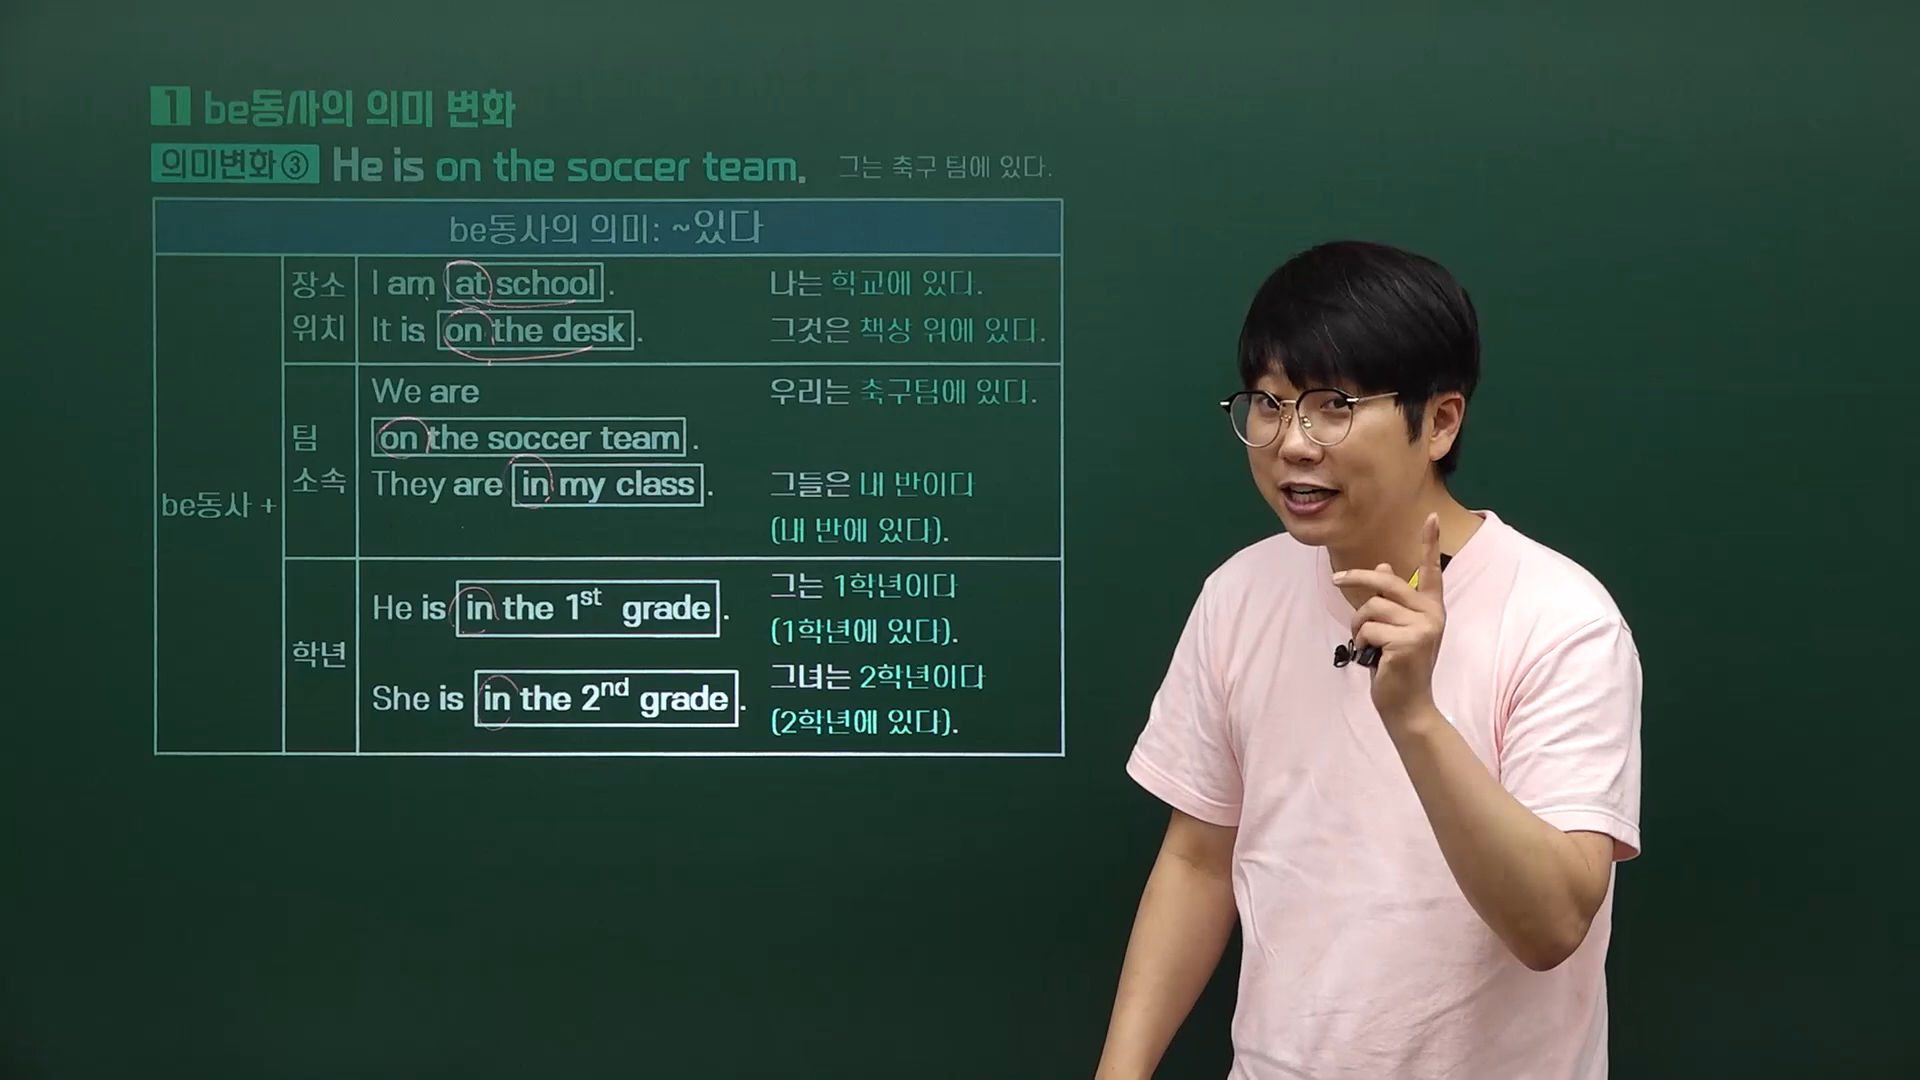 1 be동사의 의미 변화
의미변화③ He is on the soccer team. 그는 축구 팀에 있다.
be동사의 의미: ~있다
be동사 +
장소
위치
I am at school. 나는 학교에 있다.
It is on the desk. 그것은 책상 위에 있다.
팀
소속
We are 우리는 축구팀에 있다.
on the soccer team.
They are in my class. 그들은 내 반이다
(내 반에 있다).
학년
He is in the 1st grade. 그는 1학년이다
(1학년에 있다).
She is in the 2nd grade. 그녀는 2학년이다
(2학년에 있다).